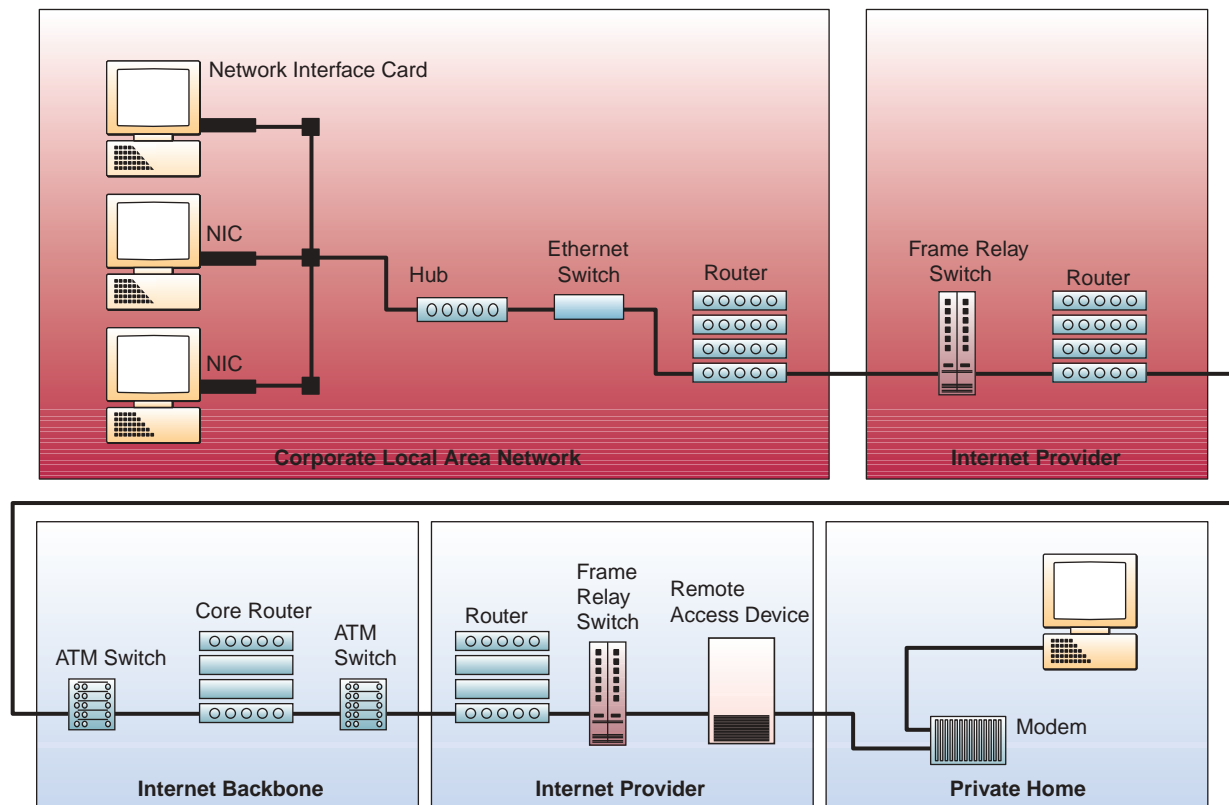 Network Interface Card
NIC
NIC
Hub
Ethernet
Switch
Router
Corporate Local Area Network
Frame Relay
Switch
Router
Internet Provider
ATM Switch
Core Router
ATM
Switch
Internet Backbone
Router
Frame
Relay
Switch
Remote
Access Device
Internet Provider
Modem
Private Home